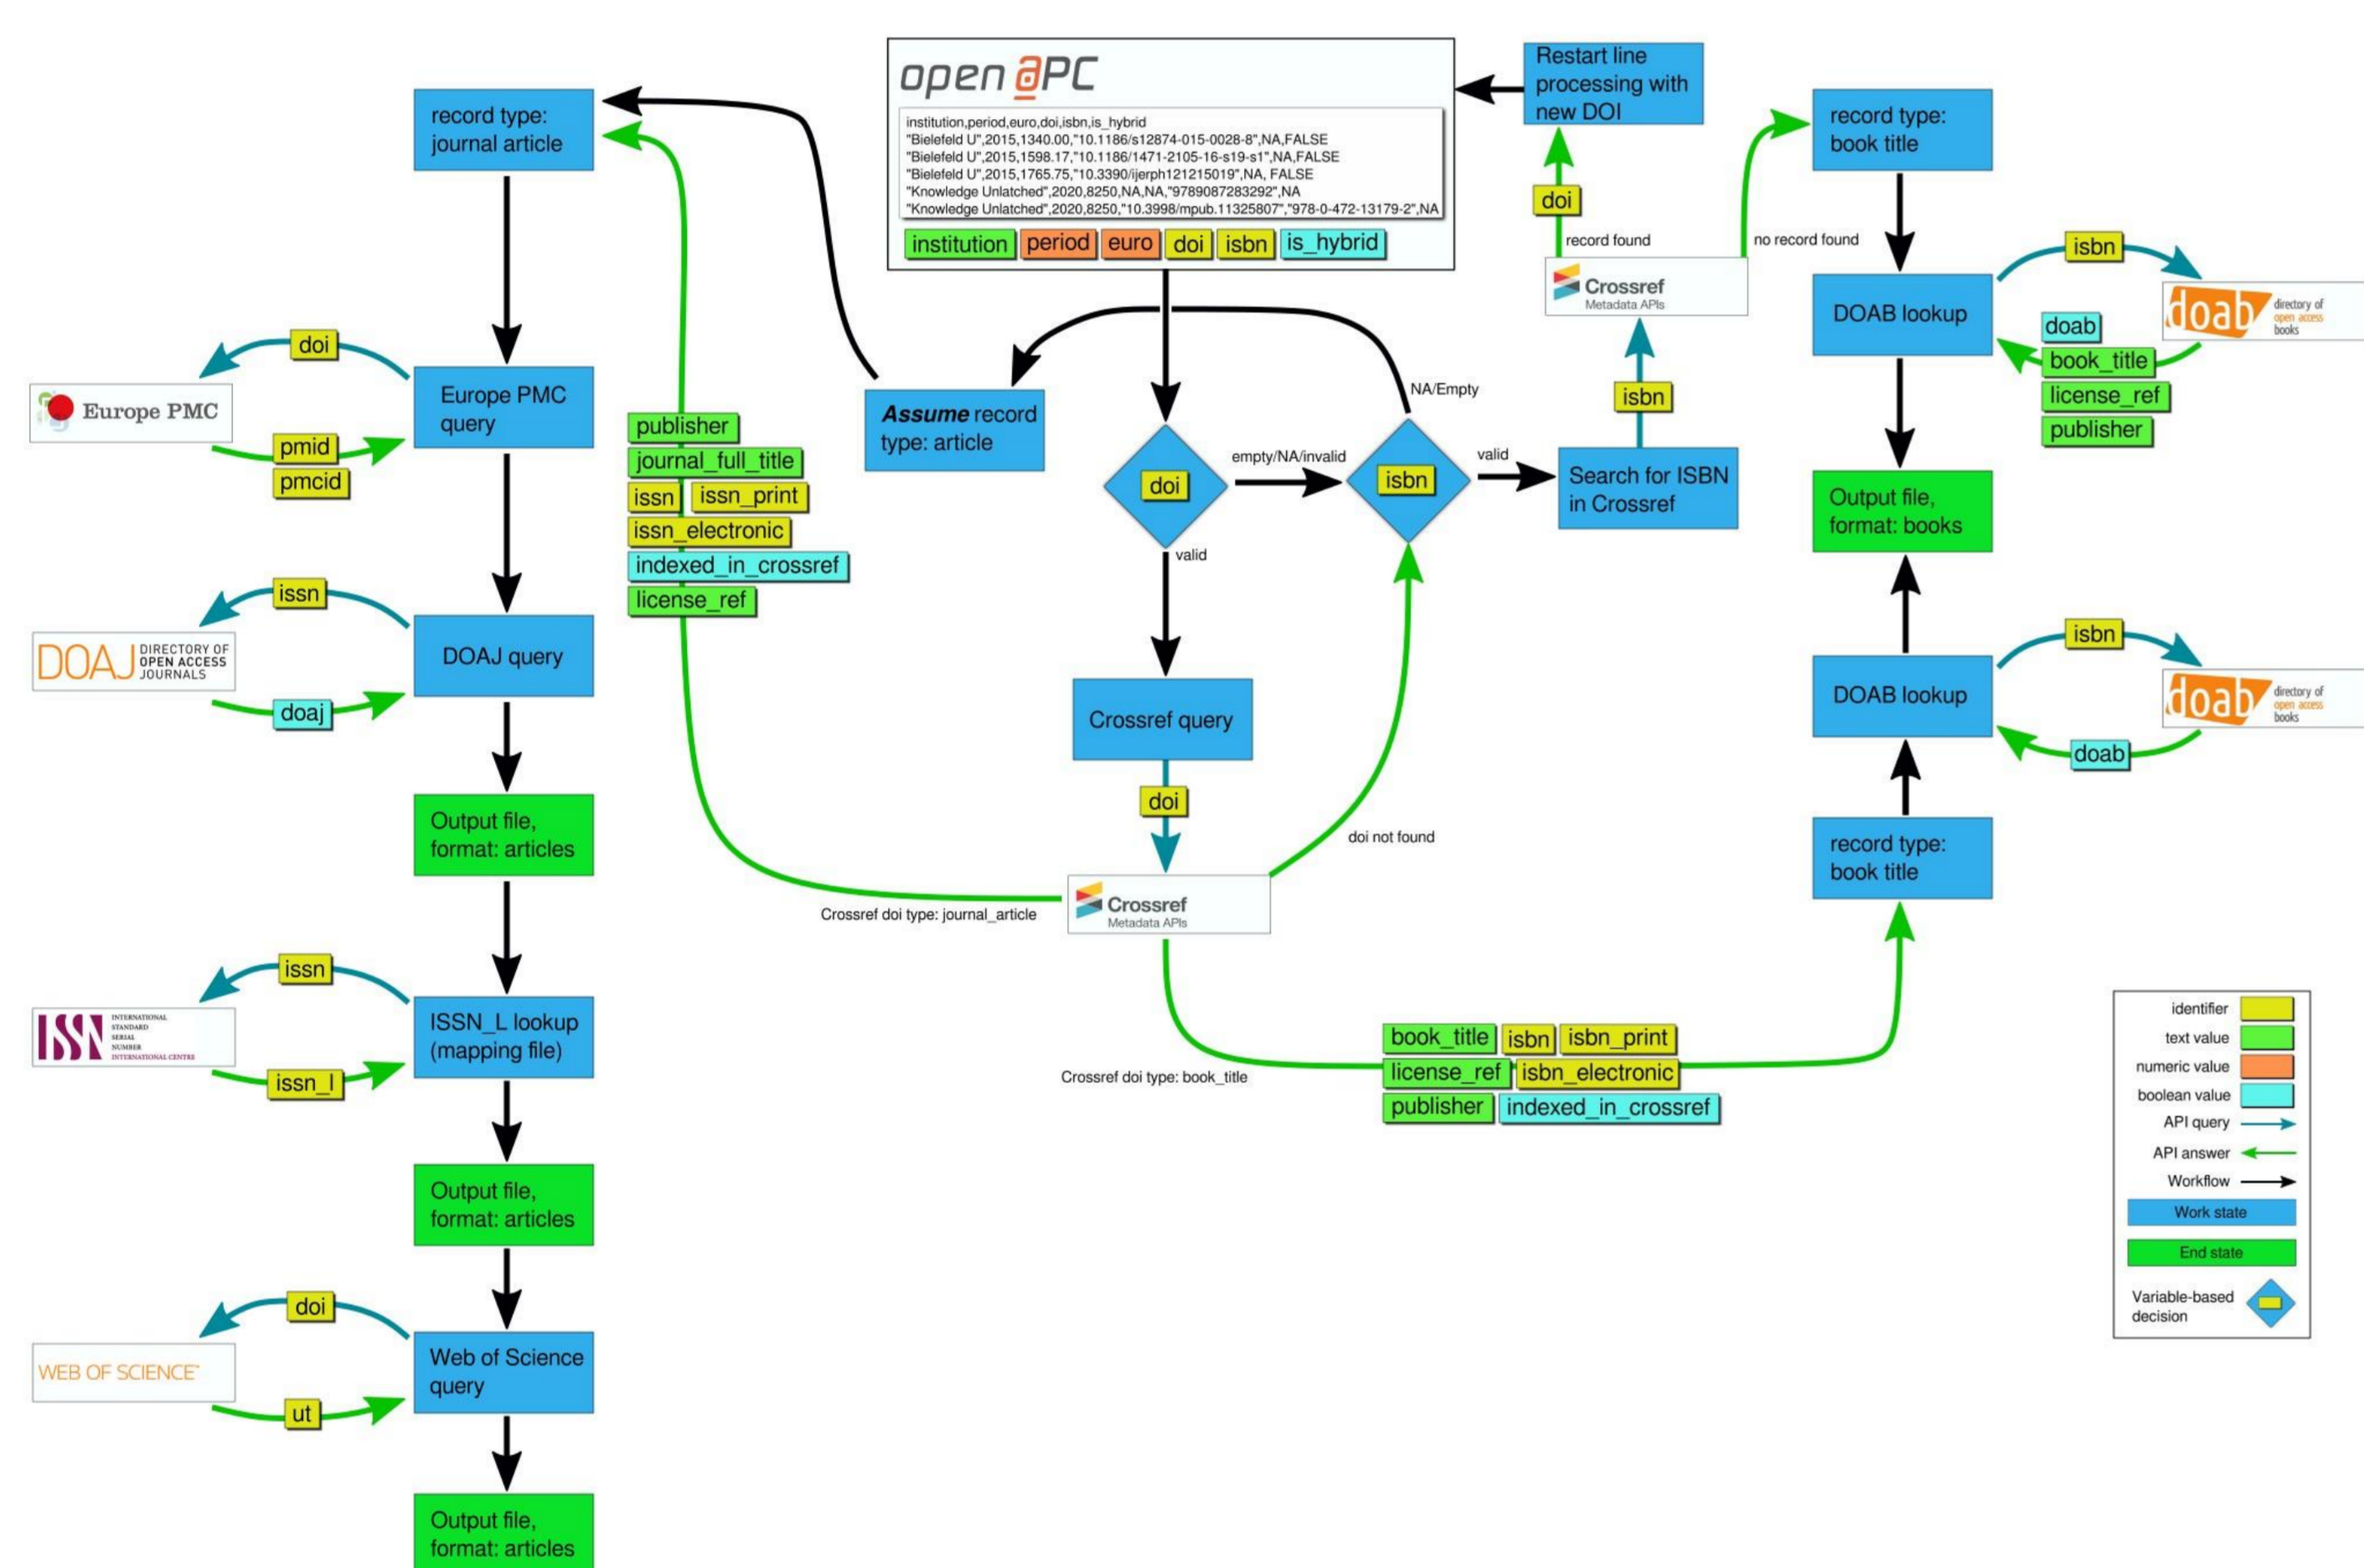 open aPC
institution,period,euro,doi,isbn,is_hybrid
"Bielefeld U",2015,1340.00,"10.1186/s12874-015-0028-8",NA,FALSE
"Bielefeld U",2015,1598.17,"10.1186/1471-2105-16-s19-s1",NA,FALSE
"Bielefeld U",2015,1765.75,"10.3390/ijerph121215019",NA, FALSE
"Knowledge Unlatched",2020,8250,NA,NA,"9789087283292",NA
"Knowledge Unlatched",2020,8250,"10.3998/mpub.11325807","978-0-472-13179-2",NA
institution period euro doi isbn is_hybrid
record type:
journal article
doi
Europe PMC
Europe PMC
query
pmid
pmcid
issn
DOAJ
DIRECTORY OF
OPEN ACCESS
JOURNALS
DOAJ query
doaj
Output file,
format: articles
issn
ISSN
INTERNATIONAL
STANDARD
SERIAL
NUMBER
INTERNATIONAL CENTRE
ISSN_L lookup
(mapping file)
issn_l
Output file,
format: articles
doi
WEB OF SCIENCE™
Web of Science
query
ut
Output file,
format: articles
publisher
journal_full_title
issn issn_print
issn_electronic
indexed_in_crossref
license_ref
Assume record
type: article
doi
empty/NA/invalid
valid
isbn
NA/Empty
valid
Search for ISBN
in Crossref
isbn
Crossref
Metadata APIs
record found
no record found
doi
Restart line
processing with
new DOI
Crossref query
doi
Crossref
Metadata APIs
doi not found
Crossref doi type: journal_article
Crossref doi type: book_title
book_title isbn isbn_print
license_ref isbn_electronic
publisher indexed_in_crossref
record type:
book title
DOAB lookup
isbn
doab
directory of
open access
books
doab
book_title
license_ref
publisher
Output file,
format: books
DOAB lookup
isbn
doab
directory of
open access
books
doab
record type:
book title
identifier
text value
numeric value
boolean value
API query
API answer
Workflow
Work state
End state
Variable-based
decision